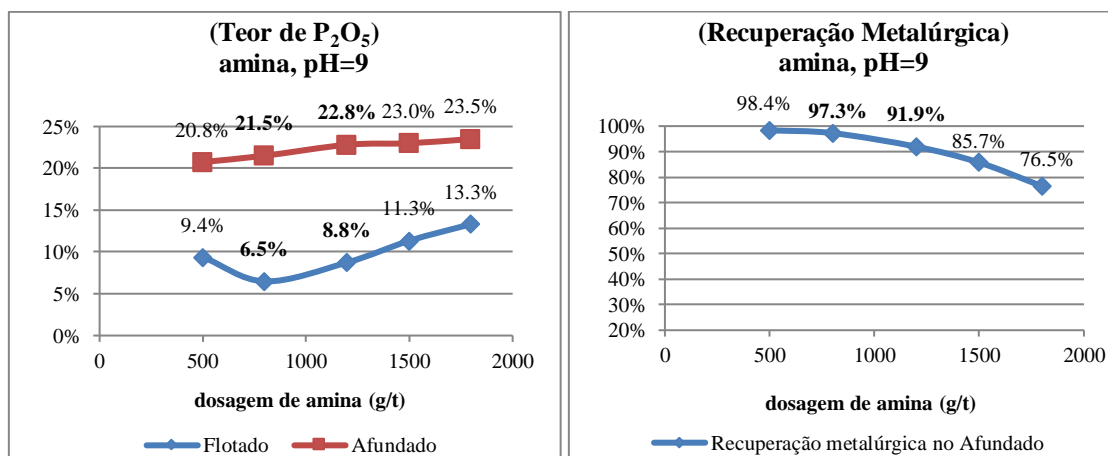 (Teor de P₂O₅)
amina, pH=9
20.8% 21.5% 22.8% 23.0% 23.5%
9.4% 6.5% 8.8% 11.3% 13.3%
25%
20%
15%
10%
5%
0%
0 500 1000 1500 2000
dosagem de amina (g/t)
Flotado Afundado
(Recuperação Metalúrgica)
amina, pH=9
98.4% 97.3% 91.9% 85.7% 76.5%
100%
90%
80%
70%
60%
50%
40%
30%
20%
0 500 1000 1500 2000
dosagem de amina (g/t)
Recuperação metalúrgica no Afundado